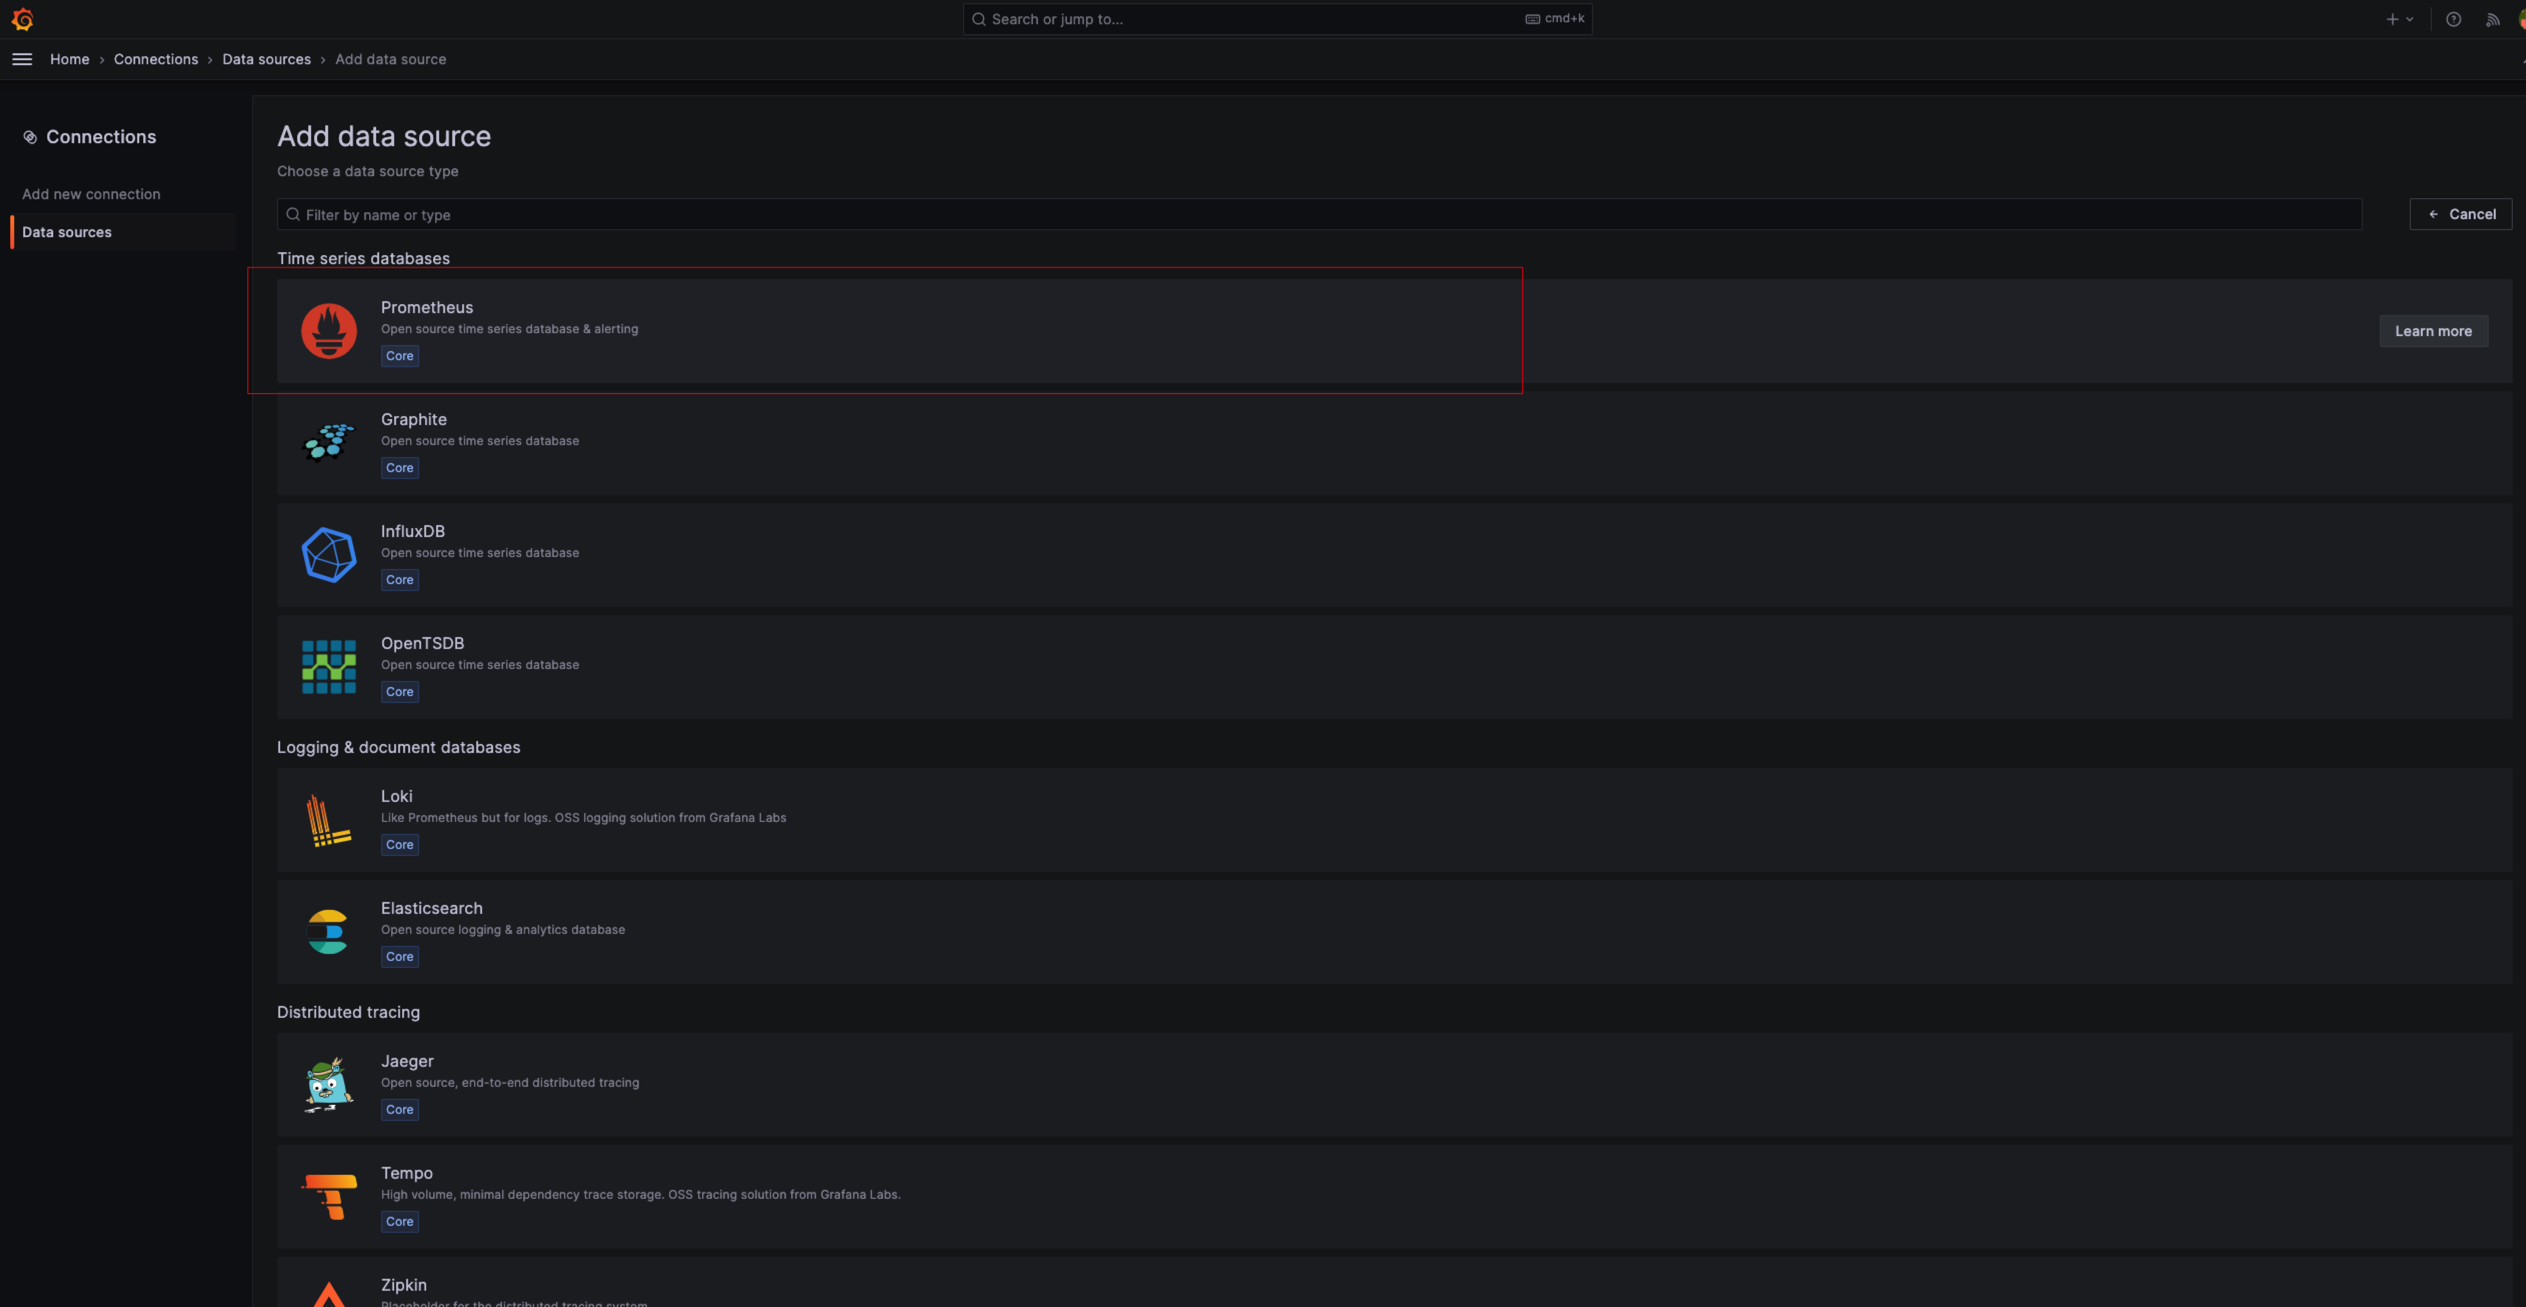 Search or jump to...
cmd+k
Home › Connections › Data sources › Add data source
Connections
Add new connection
Data sources
Add data source
Choose a data source type
Filter by name or type
Cancel
Time series databases
Prometheus
Open source time series database & alerting
Core
Learn more
Graphite
Open source time series database
Core
InfluxDB
Open source time series database
Core
OpenTSDB
Open source time series database
Core
Logging & document databases
Loki
Like Prometheus but for logs. OSS logging solution from Grafana Labs
Core
Elasticsearch
Open source logging & analytics database
Core
Distributed tracing
Jaeger
Open source, end-to-end distributed tracing
Core
Tempo
High volume, minimal dependency trace storage. OSS tracing solution from Grafana Labs.
Core
Zipkin
Placeholder for the distributed tracing system